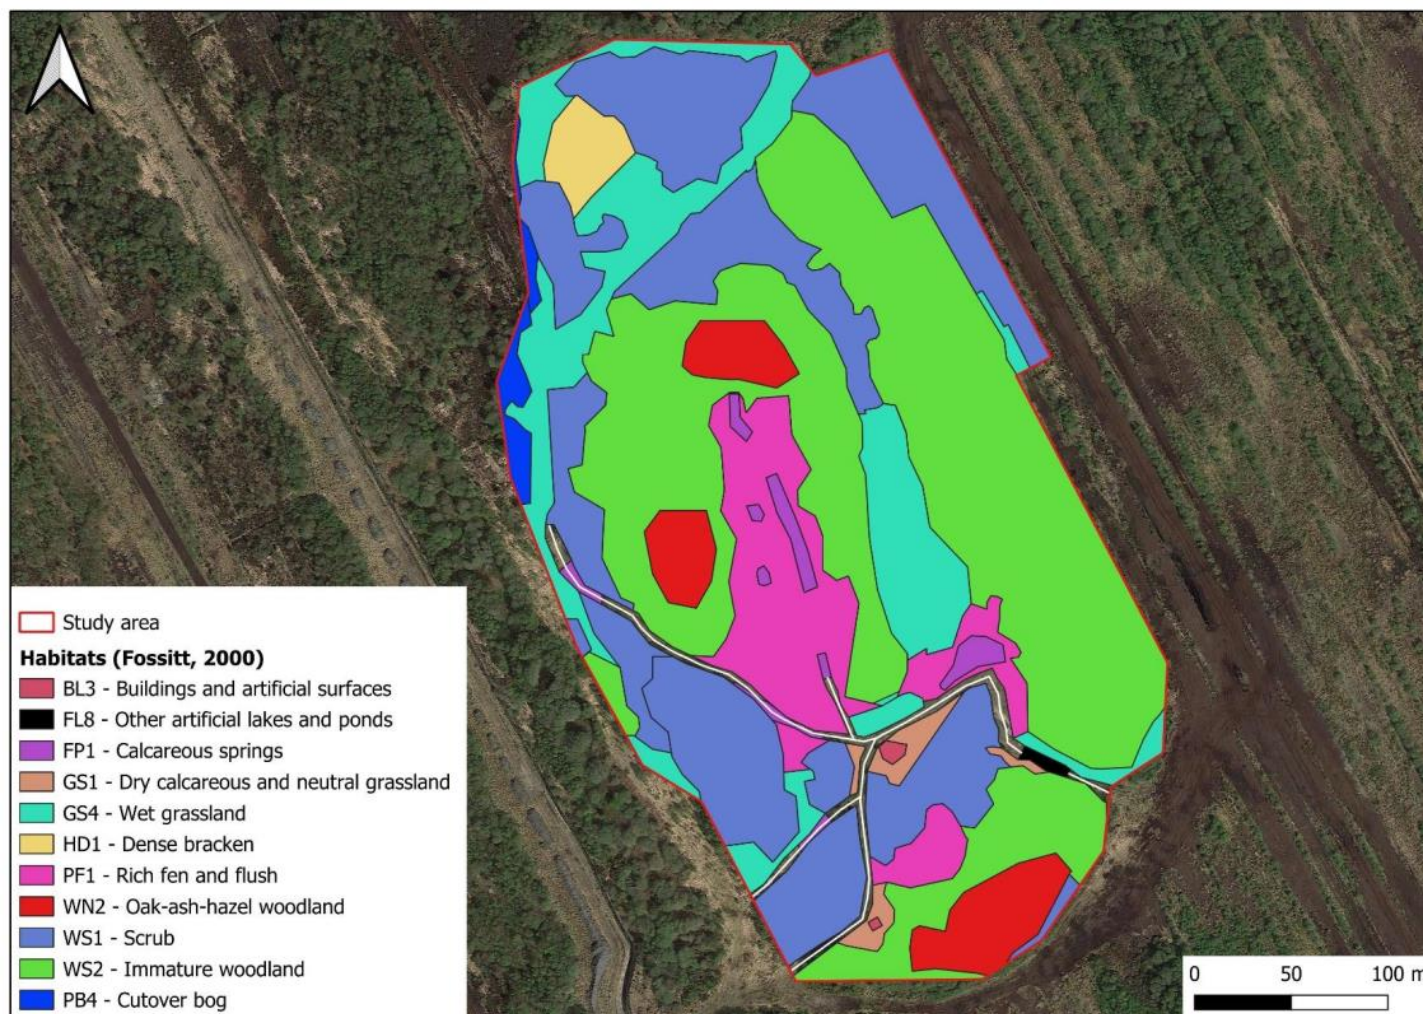 Study area
Habitats (Fossitt, 2000)
BL3 - Buildings and artificial surfaces
FL8 - Other artificial lakes and ponds
FP1 - Calcareous springs
GS1 - Dry calcareous and neutral grassland
GS4 - Wet grassland
HD1 - Dense bracken
PF1 - Rich fen and flush
WN2 - Oak-ash-hazel woodland
WS1 - Scrub
WS2 - Immature woodland
PB4 - Cutover bog
0 50 100 m